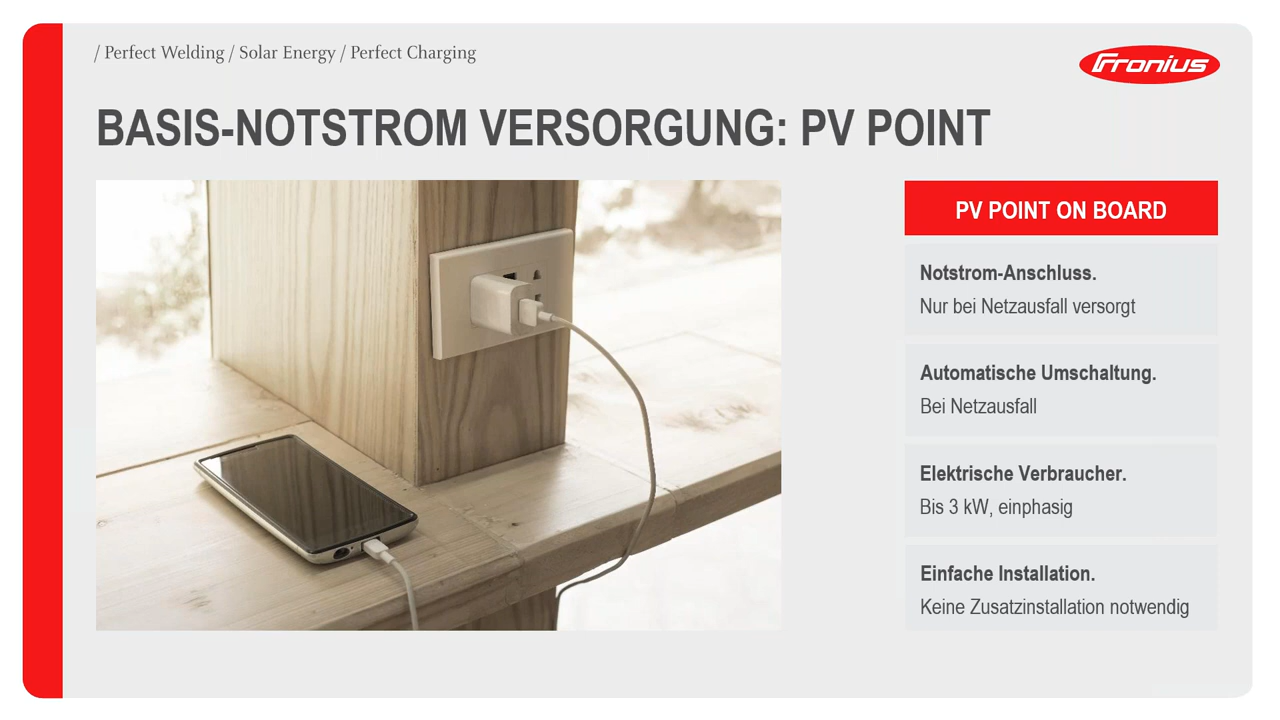 / Perfect Welding / Solar Energy / Perfect Charging
Fronius
BASIS-NOTSTROM VERSORGUNG: PV POINT
PV POINT ON BOARD
Notstrom-Anschluss.
Nur bei Netzausfall versorgt
Automatische Umschaltung.
Bei Netzausfall
Elektrische Verbraucher.
Bis 3 kW, einphasig
Einfache Installation.
Keine Zusatzinstallation notwendig